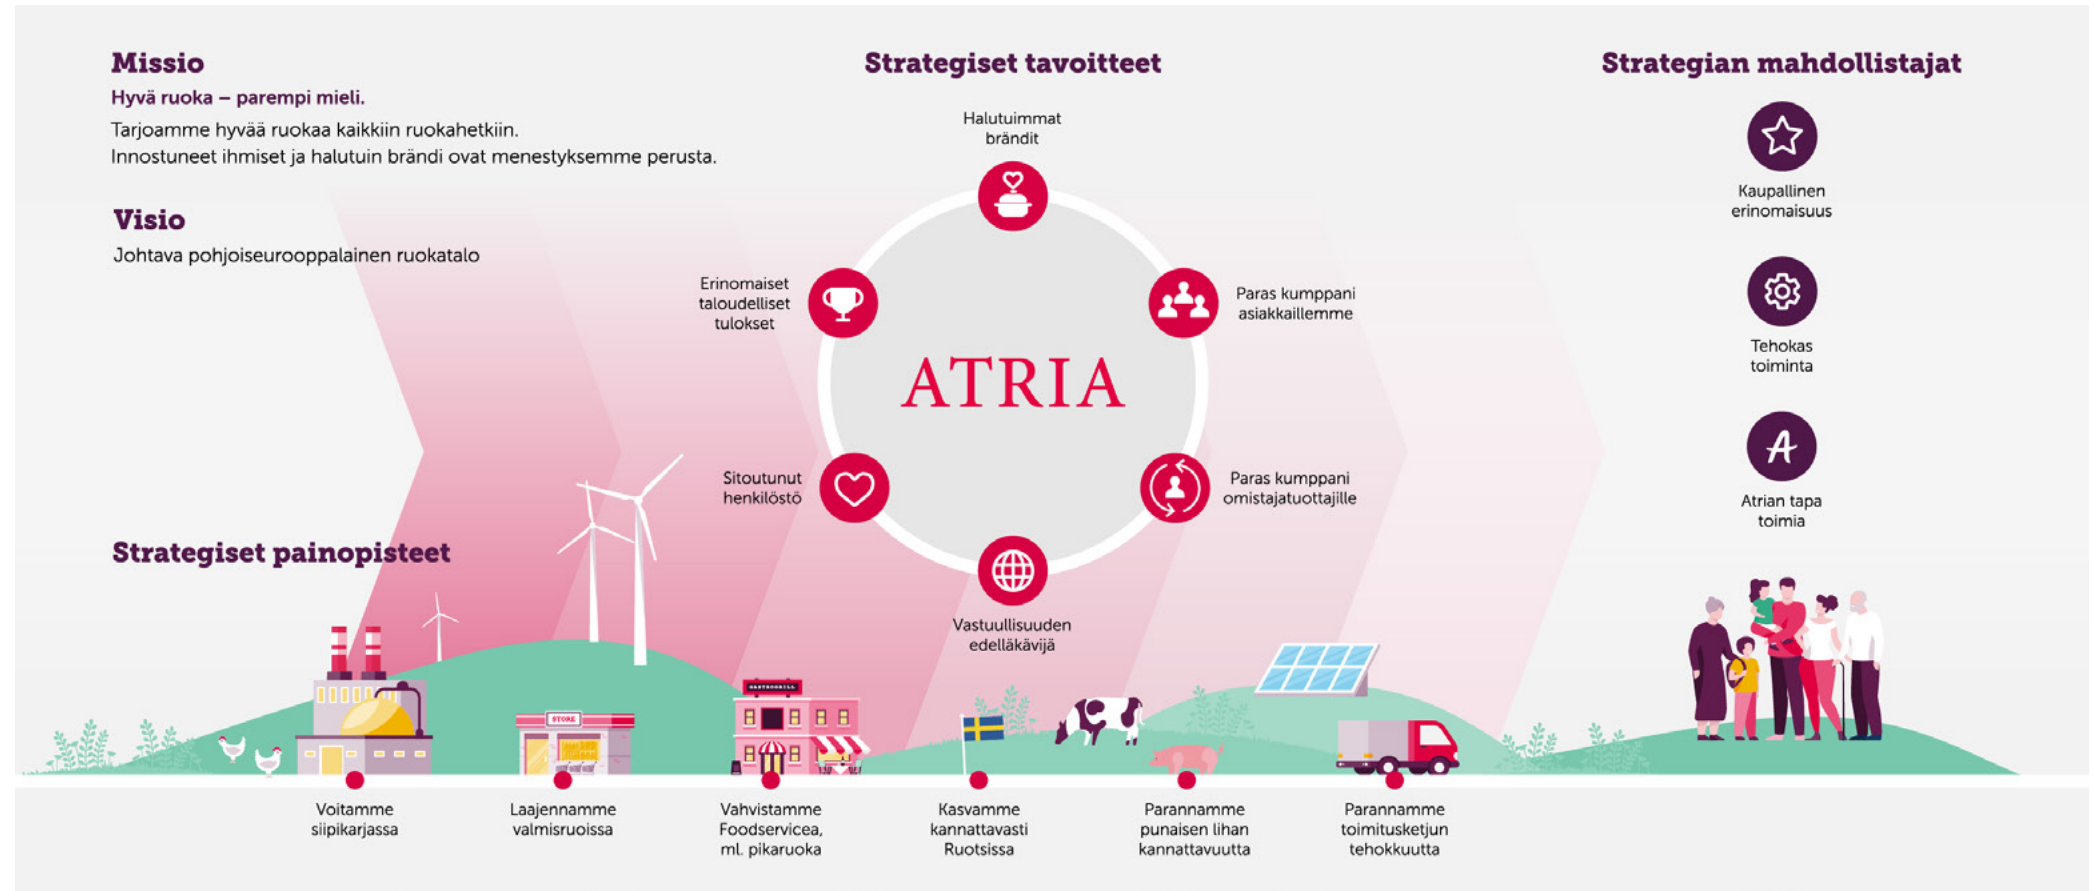 Missio
Hyvä ruoka – parempi mieli.
Tarjoamme hyvää ruokaa kaikkiin ruokahetkiin.
Innostuneet ihmiset ja halutuin brändi ovat menestyksemme perusta.
Visio
Johtava pohjoiseurooppalainen ruokatalo
Strategiset tavoitteet
Halutuimmat
brändit
Paras kumppani
asiakkaillemme
Paras kumppani
omistajatuottajille
Vastuullisuuden
edelläkävijä
Sitoutunut
henkilöstö
Erinomaiset
taloudelliset
tulokset
ATRIA
Strategian mahdollistajat
Kaupallinen
erinomaisuus
Tehokas
toiminta
A
Atrian tapa
toimia
Strategiset painopisteet
STORE
GASTROGRILL
Voitamme
siipikarjassa
Laajennamme
valmisruoissa
Vahvistamme
Foodservicea,
ml. pikaruoka
Kasvamme
kannattavasti
Ruotsissa
Parannamme
punaisen lihan
kannattavuutta
Parannamme
toimitusketjun
tehokkuutta